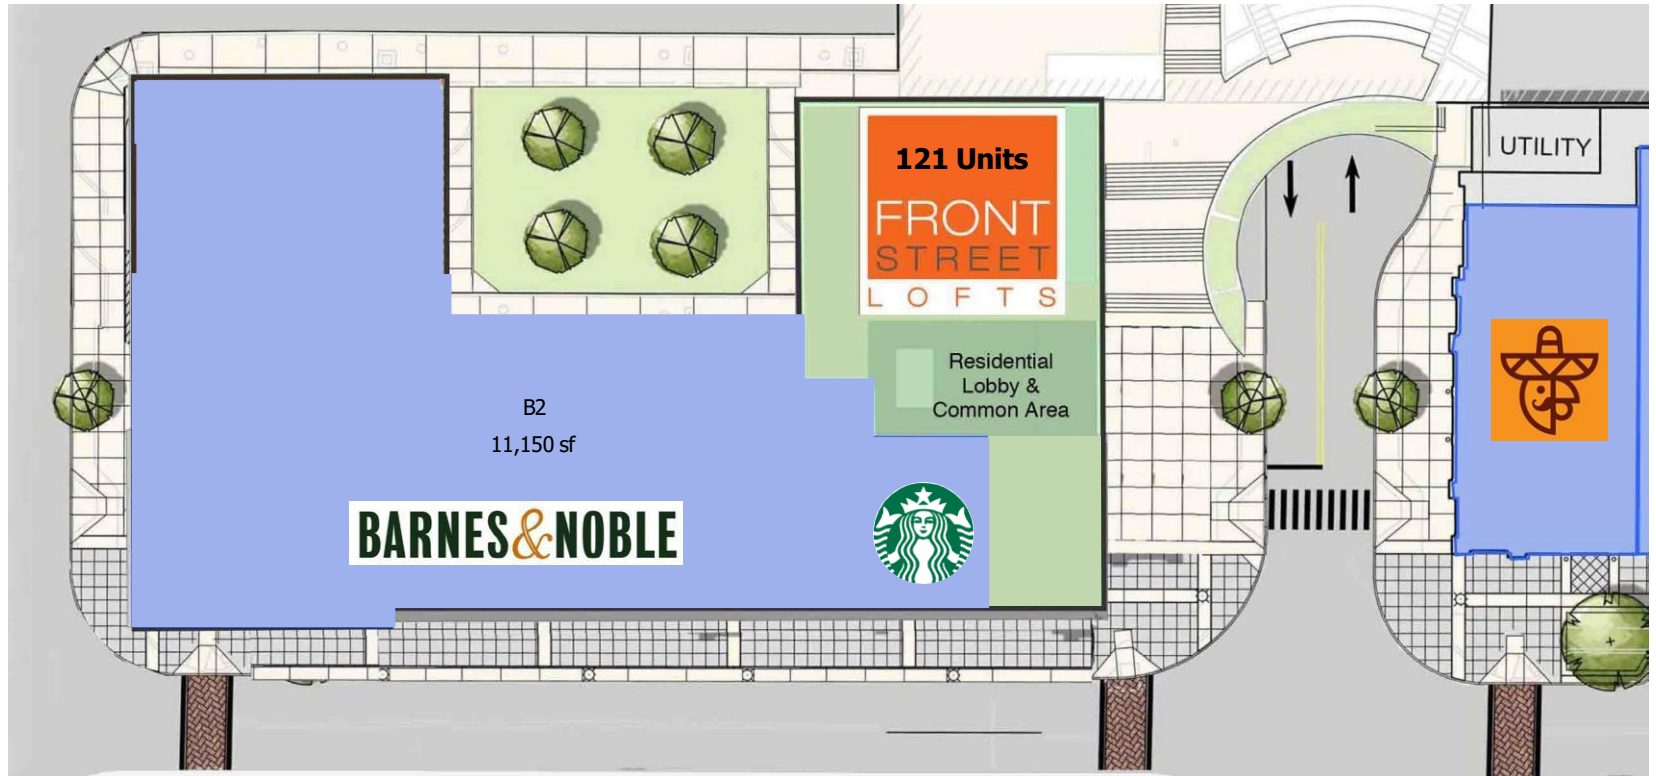 121 Units
FRONT
STREET
LOFTS
UTILITY
Residential
Lobby &
Common Area
B2
11,150 sf
BARNES&NOBLE